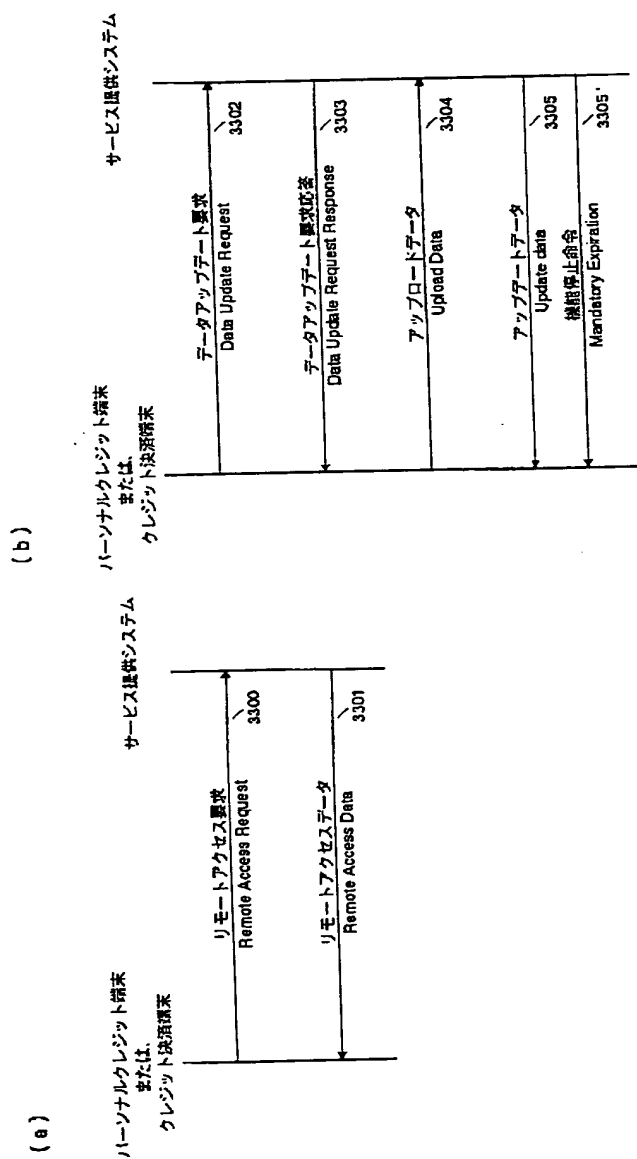 (a)
パーソナルクレジット端末
または、
クレジット決済端末
サービス提供システム
リモートアクセス要求
Remote Access Request
3300
リモートアクセスデータ
Remote Access Data
3301
(b)
パーソナルクレジット端末
または、
クレジット決済端末
サービス提供システム
データアップデート要求
Data Update Request
3302
データアップデート要求応答
Data Update Request Response
3303
アップロードデータ
Upload Data
3304
アップデートデータ
Update data
3305
機能停止命令
Mandatory Expiration
3305'